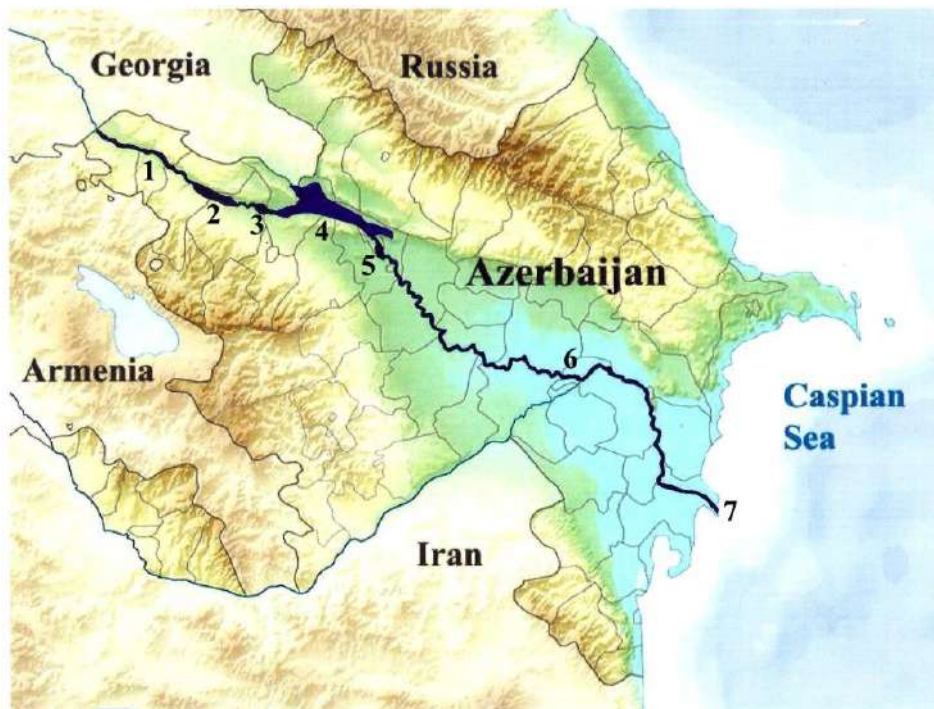 Georgia
Russia
1
2
3
4
5
Azerbaijan
Armenia
6
Caspian
Sea
7
Iran